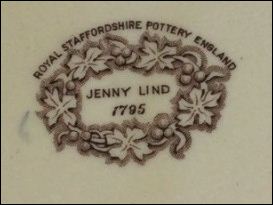 ROYAL STAFFORDSHIRE POTTERY ENGLAND
JENNY LIND
1795